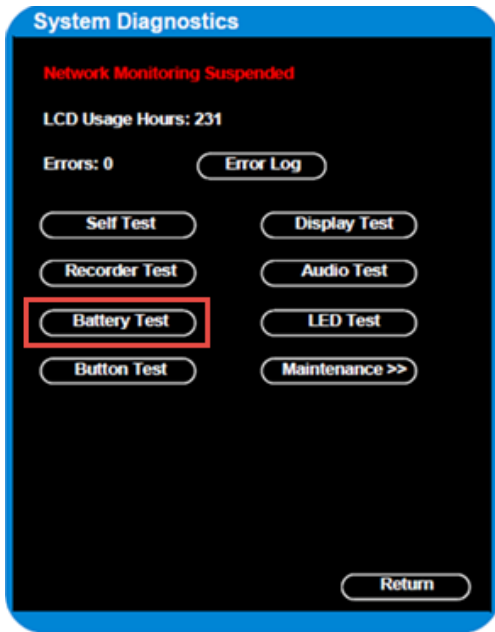 System Diagnostics
Network Monitoring Suspended
LCD Usage Hours: 231
Errors: 0 Error Log
Self Test Display Test
Recorder Test Audio Test
Battery Test LED Test
Button Test Maintenance >>
Return